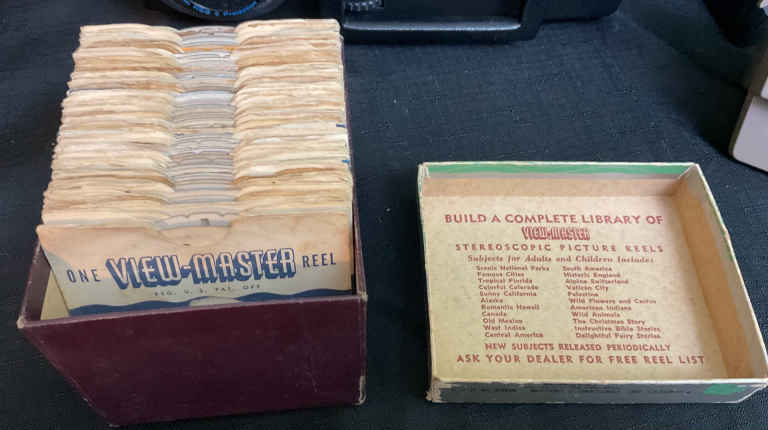 ONE VIEW-MASTER REEL
REG. U. S. PAT. OFF
BUILD A COMPLETE LIBRARY OF
VIEW-MASTER
STEREOSCOPIC PICTURE REELS
Subjects for Adults and Children Include:
Scenic National Parks
Famous Cities
Tropical Florida
Colorful Colorado
Sunny California
Alaska
Romantic Hawaii
Canada
Old Mexico
West Indies
Central America
South America
Historic England
Alpine Switzerland
Vatican City
Palestine
Wild Flowers and Cactus
American Indians
Wild Animals
The Christmas Story
Instructive Bible Stories
Delightful Fairy Stories
NEW SUBJECTS RELEASED PERIODICALLY
ASK YOUR DEALER FOR FREE REEL LIST